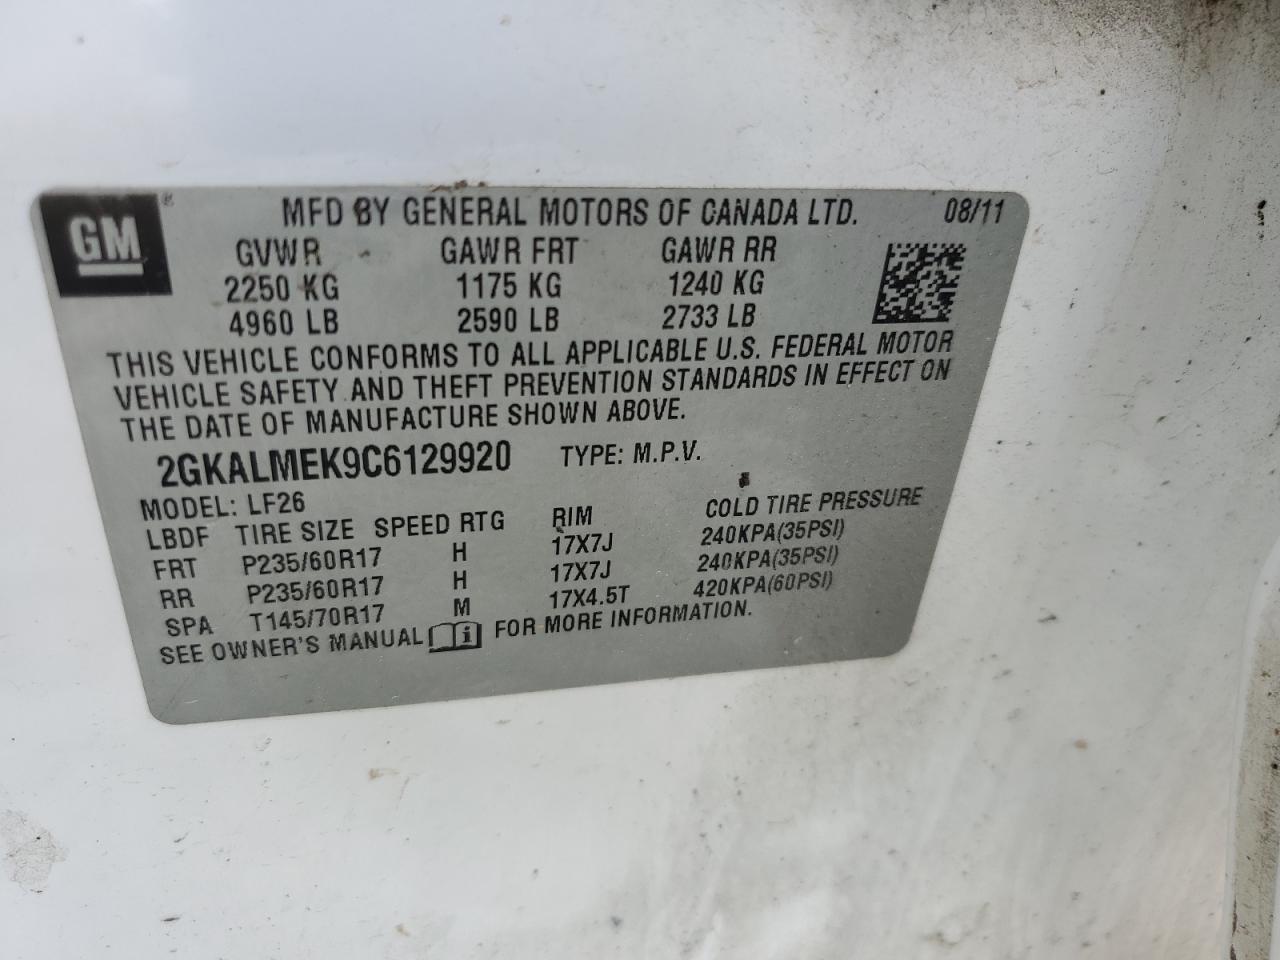 GM ® MFD BY GENERAL MOTORS OF CANADA LTD. 08/11
GVWR GAWR FRT GAWR RR
2250 KG 1175 KG 1240 KG
4960 LB 2590 LB 2733 LB
THIS VEHICLE CONFORMS TO ALL APPLICABLE U.S. FEDERAL MOTOR
VEHICLE SAFETY AND THEFT PREVENTION STANDARDS IN EFFECT ON
THE DATE OF MANUFACTURE SHOWN ABOVE.
2GKALMEK9C6129920 TYPE: M.P.V.
MODEL: LF26
LBDF TIRE SIZE SPEED RTG RIM COLD TIRE PRESSURE
FRT P235/60R17 H 17X7J 240KPA(35PSI)
RR P235/60R17 H 17X7J 240KPA(35PSI)
SPA T145/70R17 M 17X4.5T 420KPA(60PSI)
SEE OWNER'S MANUAL i FOR MORE INFORMATION.